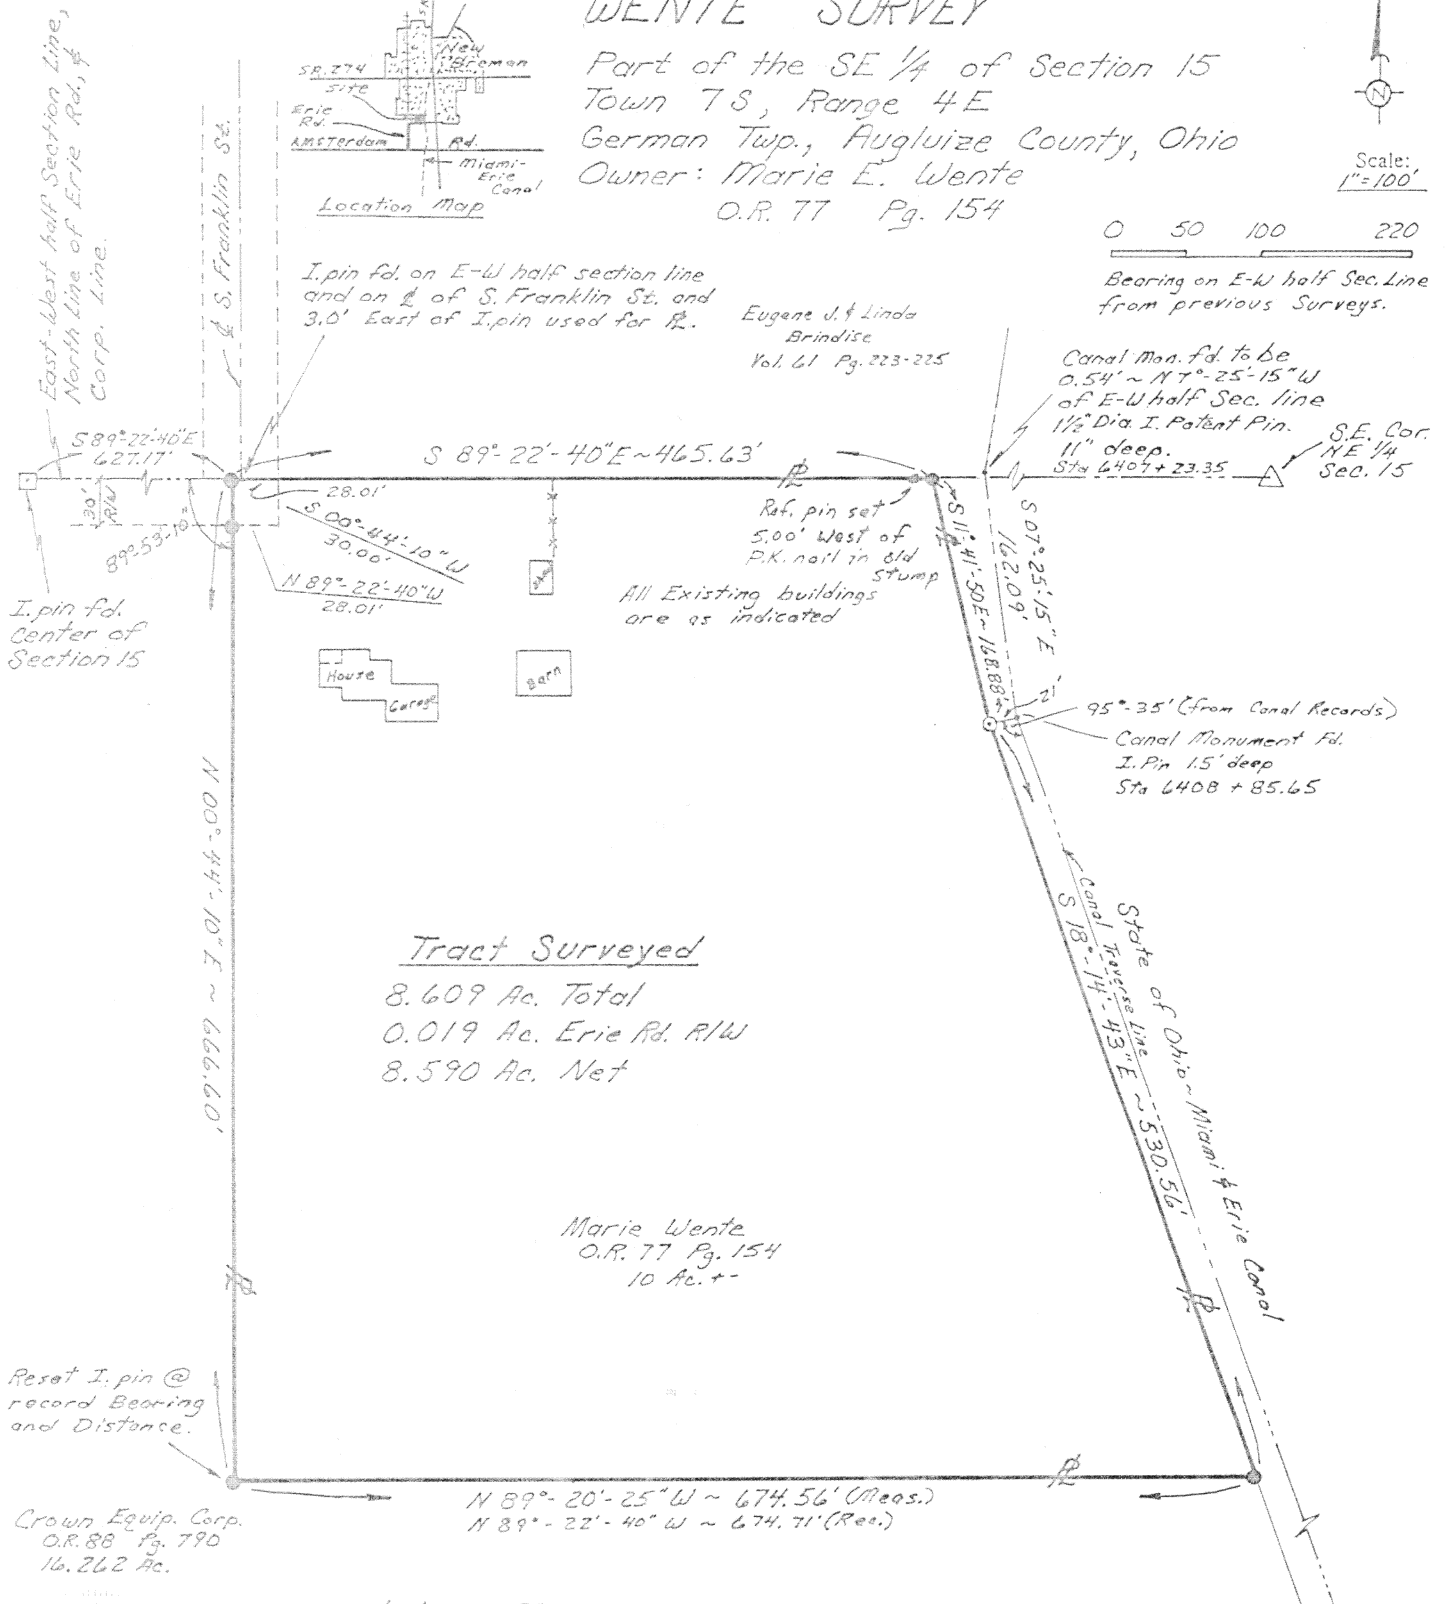 WENTE SURVEY
Part of the SE 1/4 of Section 15
Town 7S, Range 4E
German Twp., Augluize County, Ohio
Owner: Marie E. Wente
O.R. 77 Pg. 154
N
Scale:
1"=100'
0 50 100 220
Bearing on E-W half Sec. Line
from previous Surveys.
New
Bremen
SR. 274
Site
Erie
Rd.
Amsterdam Rd.
Miami-
Erie
Canal
Location Map
East-West half Section Line,
North Line of Erie Rd., &
Corp. Line.
℄ S. Franklin St.
I.pin fd. on E-W half section line
and on ℄ of S. Franklin St. and
3.0' East of I.pin used for ℄.
Eugene J. & Linda
Brindise
Vol. 61 Pg. 223-225
Canal Mon. fd. to be
0.54' ~ N 7°-25'-15" W
of E-W half Sec. line
1½" Dia. I. Patent Pin.
11" deep.
Sta 6407 + 23.35
S.E. Cor.
NE 1/4
Sec. 15
S 89°-22'-40"E
627.17'
S 89°-22'-40"E ~ 465.63'
℄
28.01'
30'
R/W
89°-53'-10"
S 00°-44'-10" W
30.00'
N 89°-22'-40" W
28.01'
Ref. pin set
5.00' West of
P.K. nail in old
Stump
All Existing buildings
are as indicated
S 11°-41'-50E ~ 168.88'
S 07°-25'-15" E
162.09'
I.pin fd.
Center of
Section 15
House
Garage
Barn
21'
95°-35' (from Canal Records)
Canal Monument Fd.
I. Pin 1.5' deep
Sta 6408 + 85.65
N 00°-44'-10" E ~ 666.60'
Tract Surveyed
8.609 Ac. Total
0.019 Ac. Erie Rd. R/W
8.590 Ac. Net
Canal Traverse Line
S 18°-14'-43" E ~ 530.56'
State of Ohio ~ Miami & Erie Canal
Marie Wente
O.R. 77 Pg. 154
10 Ac. +-
Reset I. pin @
record Bearing
and Distance.
N 89°-20'-25" W ~ 674.56' (Meas.)
N 89°-22'-40" W ~ 674.71' (Rec.)
Crown Equip. Corp.
O.R. 88 Pg. 790
16.262 Ac.